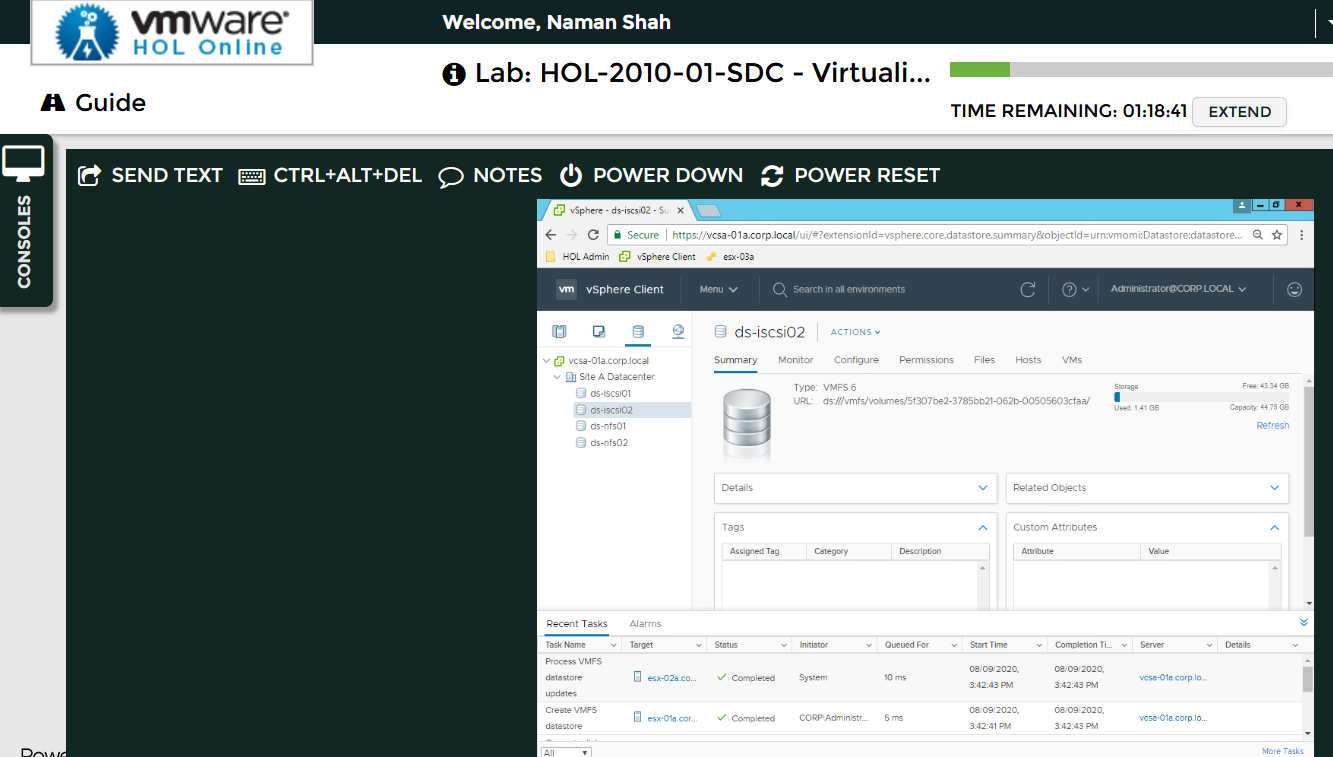 vmware®
HOL Online
Welcome, Naman Shah
Lab: HOL-2010-01-SDC - Virtuali...
Guide
TIME REMAINING: 01:18:41 EXTEND
CONSOLES
SEND TEXT CTRL+ALT+DEL NOTES POWER DOWN POWER RESET
vSphere - ds-iscsi02 - Su
Secure https://vcsa-01a.corp.local/ui/#?extensionId=vsphere.core.datastore.summary&objectId=urn:vmomi:Datastore:datastore...
HOL Admin vSphere Client esx-03a
vm vSphere Client Menu Search in all environments Administrator@CORP.LOCAL
ds-iscsi02 ACTIONS
Summary Monitor Configure Permissions Files Hosts VMs
vcsa-01a.corp.local
Site A Datacenter
ds-iscsi01
ds-iscsi02
ds-nfs01
ds-nfs02
Type: VMFS 6
URL: ds:///vmfs/volumes/5f307be2-3785bb21-062b-00505603cfaa/
Storage Free: 43.34 GB
Used: 1.41 GB Capacity: 44.75 GB
Refresh
Details Related Objects
Tags Custom Attributes
Assigned Tag Category Description Attribute Value
Recent Tasks Alarms
Task Name Target Status Initiator Queued For Start Time Completion Ti... Server Details
Process VMFS
datastore
updates
esx-02a.co... Completed System 10 ms
08/09/2020,
3:42:43 PM
08/09/2020,
3:42:43 PM
vcsa-01a.corp.lo...
Create VMFS
datastore
esx-01a.cor... Completed CORP\Administr... 5 ms
08/09/2020,
3:42:41 PM
08/09/2020,
3:42:43 PM
vcsa-01a.corp.lo...
All More Tasks